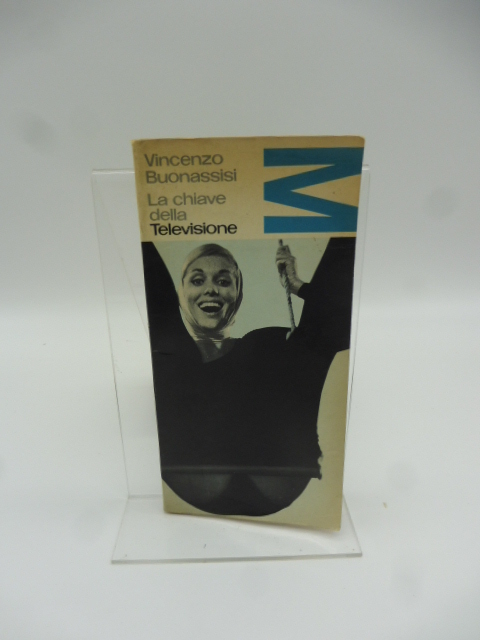 Vincenzo
Buonassisi
La chiave
della
Televisione
M